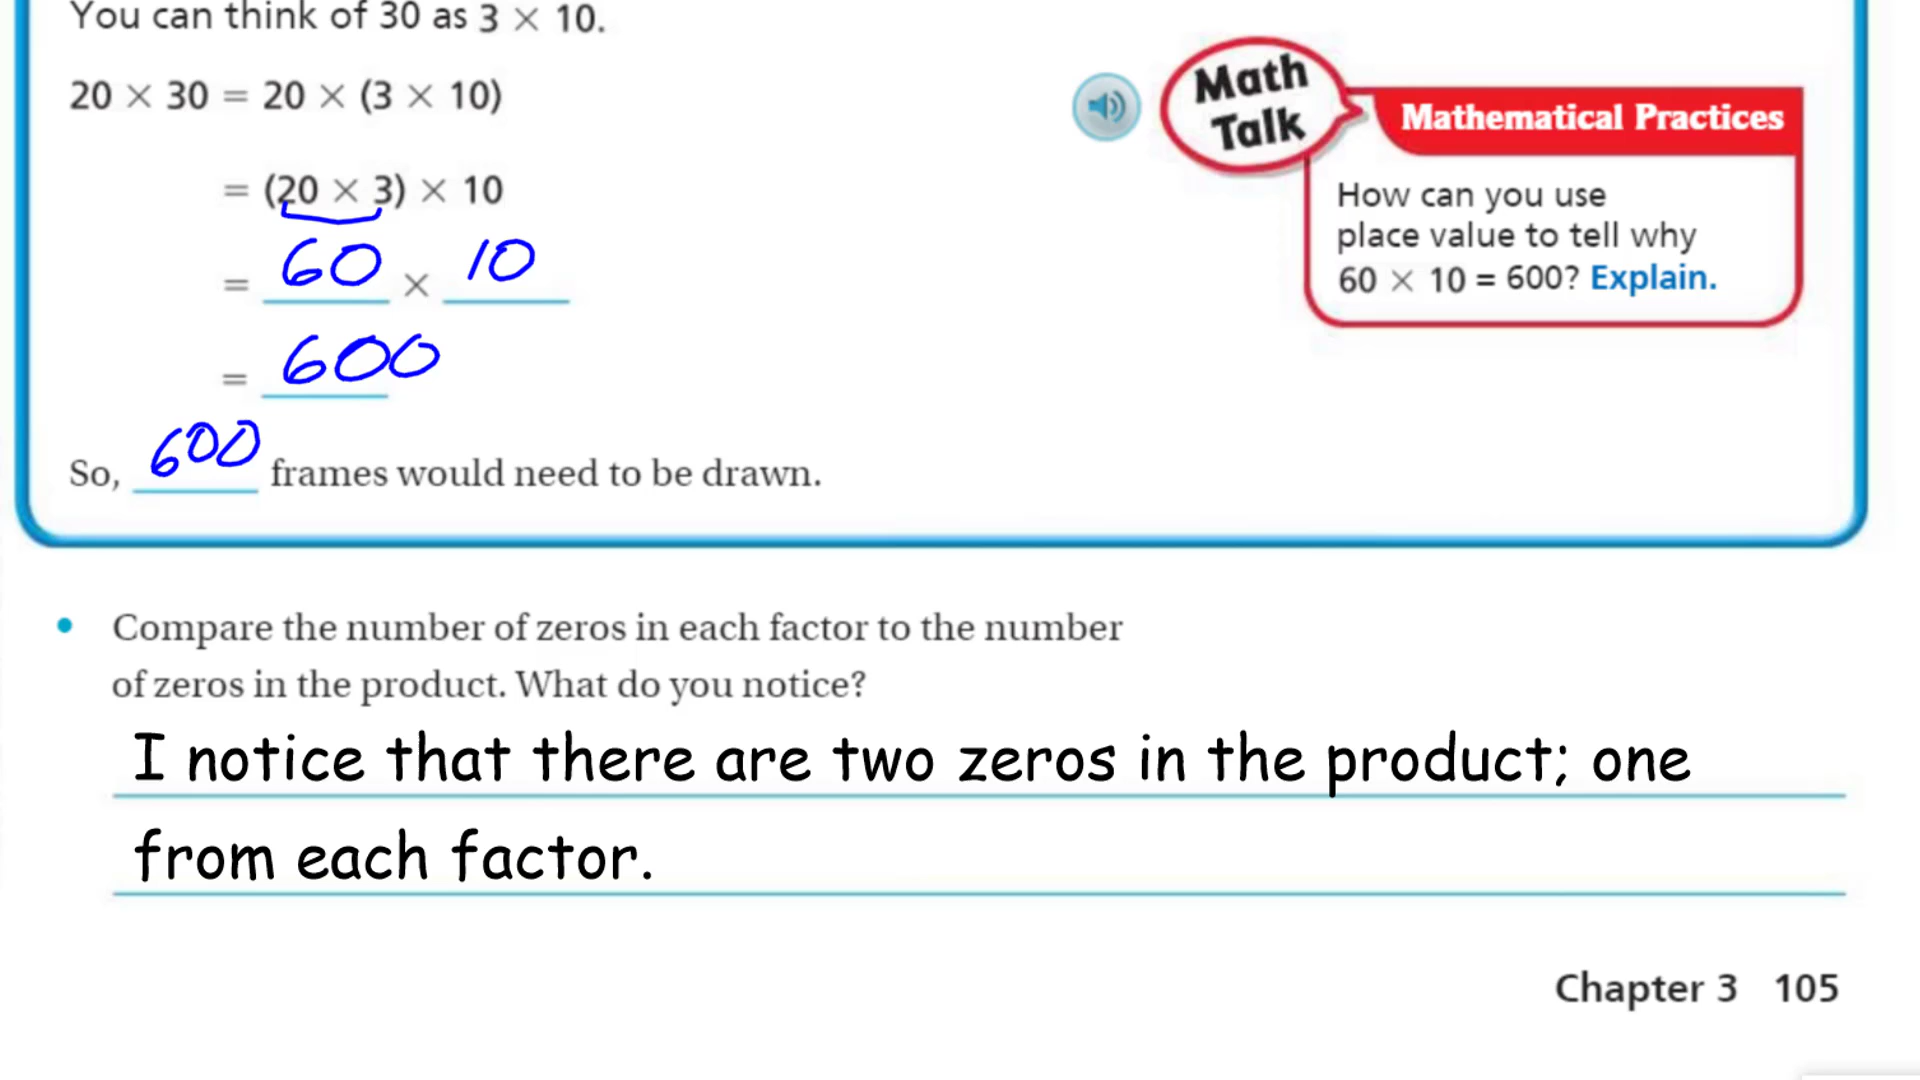 You can think of 30 as 3 × 10.
20 × 30 = 20 × (3 × 10)
= (20 × 3) × 10
= 60 × 10
= 600
So, 600 frames would need to be drawn.
Math
Talk
Mathematical Practices
How can you use
place value to tell why
60 × 10 = 600? Explain.
• Compare the number of zeros in each factor to the number
of zeros in the product. What do you notice?
I notice that there are two zeros in the product; one
from each factor.
Chapter 3 105